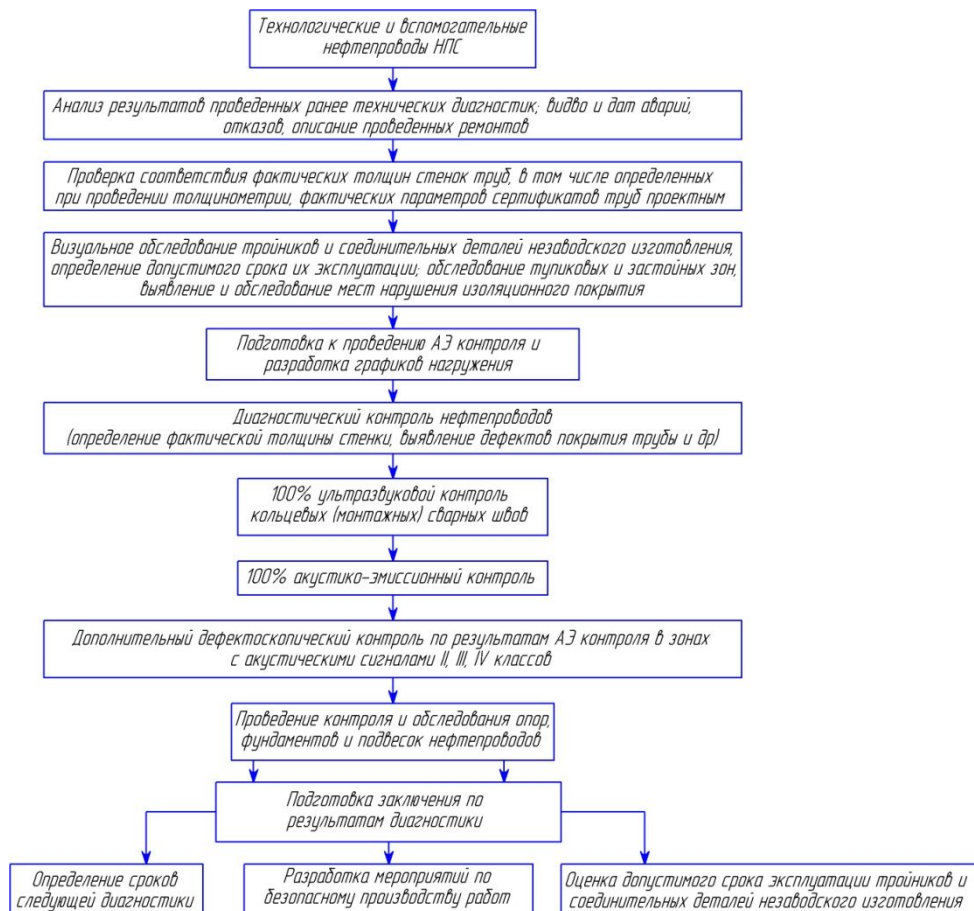 Технологические и вспомогательные
нефтепроводы НПС
Анализ результатов проведенных ранее технических диагностик; видво и дат аварий,
отказов, описание проведенных ремонтов
Проверка соответствия фактических толщин стенок труб, в том числе определенных
при проведении толщинометрии, фактических параметров сертификатов труб проектным
Визуальное обследование тройников и соединительных деталей незаводского изготовления,
определение допустимого срока их эксплуатации; обследование тупиковых и застойных зон,
выявление и обследование мест нарушения изоляционного покрытия
Подготовка к проведению АЭ контроля и
разработка графиков нагружения
Диагностический контроль нефтепроводов
(определение фактической толщины стенки, выявление дефектов покрытия трубы и др)
100% ультразвуковой контроль
кольцевых (монтажных) сварных швов
100% акустико-эмиссионный контроль
Дополнительный дефектоскопический контроль по результатам АЭ контроля в зонах
с акустическими сигналами II, III, IV классов
Проведение контроля и обследования опор,
фундаментов и подвесок нефтепроводов
Подготовка заключения по
результатам диагностики
Определение сроков
следующей диагностики
Разработка мероприятий по
безопасному производству работ
Оценка допустимого срока эксплуатации тройников и
соединительных деталей незаводского изготовления